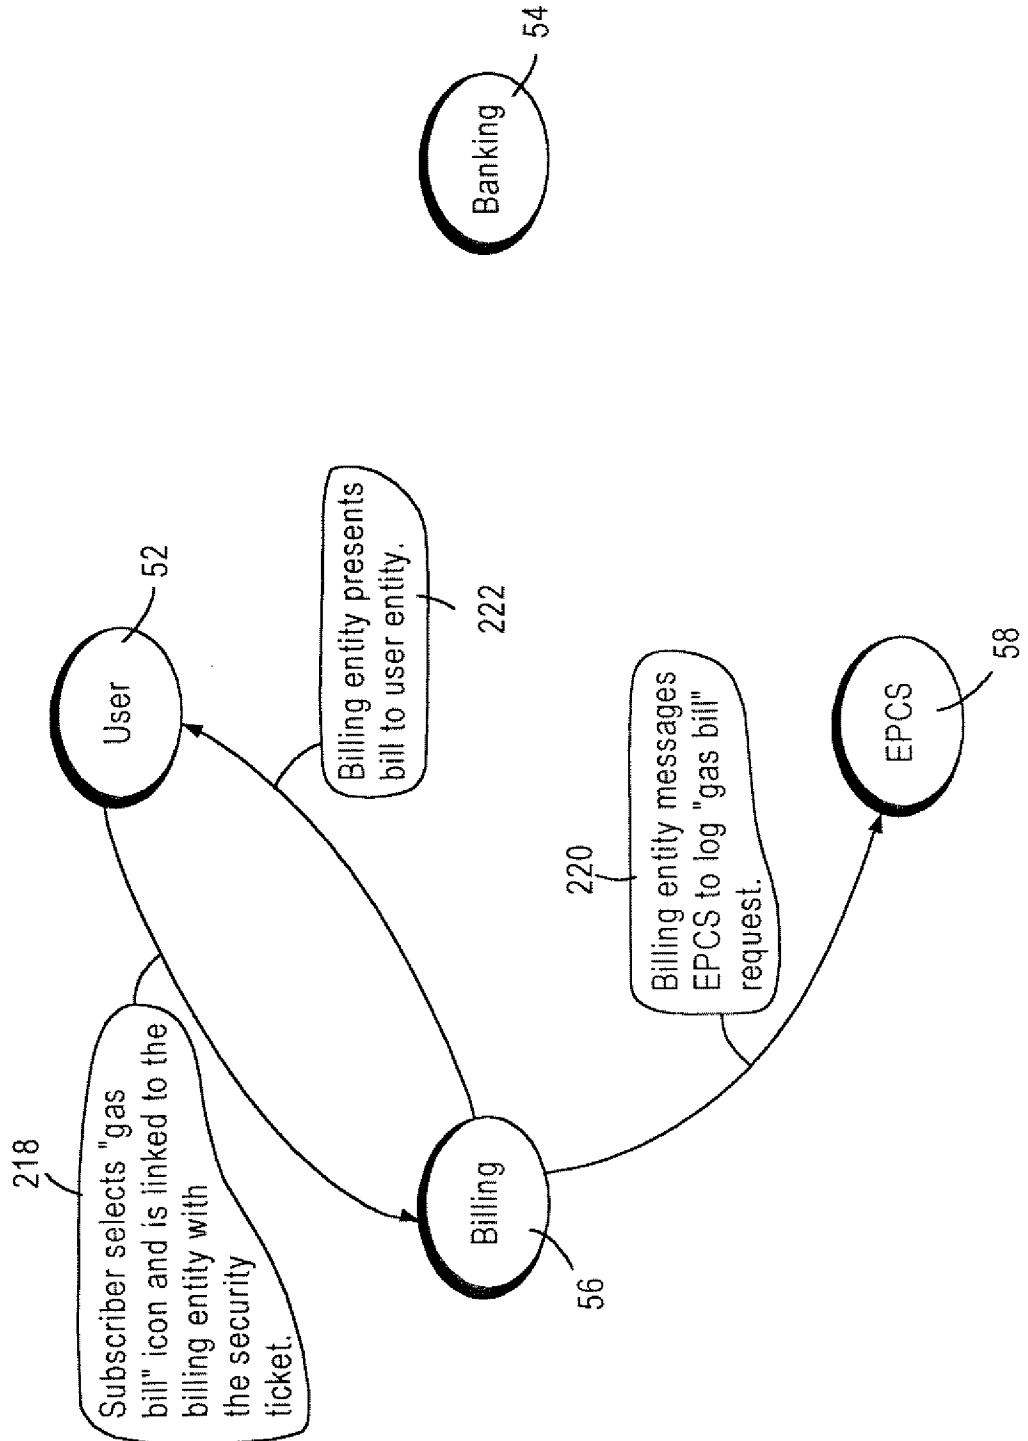 218
Subscriber selects "gas
bill" icon and is linked to the
billing entity with
the security
ticket.
User
52
Billing entity presents
bill to user entity.
222
Billing
56
Banking
54
220
Billing entity messages
EPCS to log "gas bill"
request.
EPCS
58